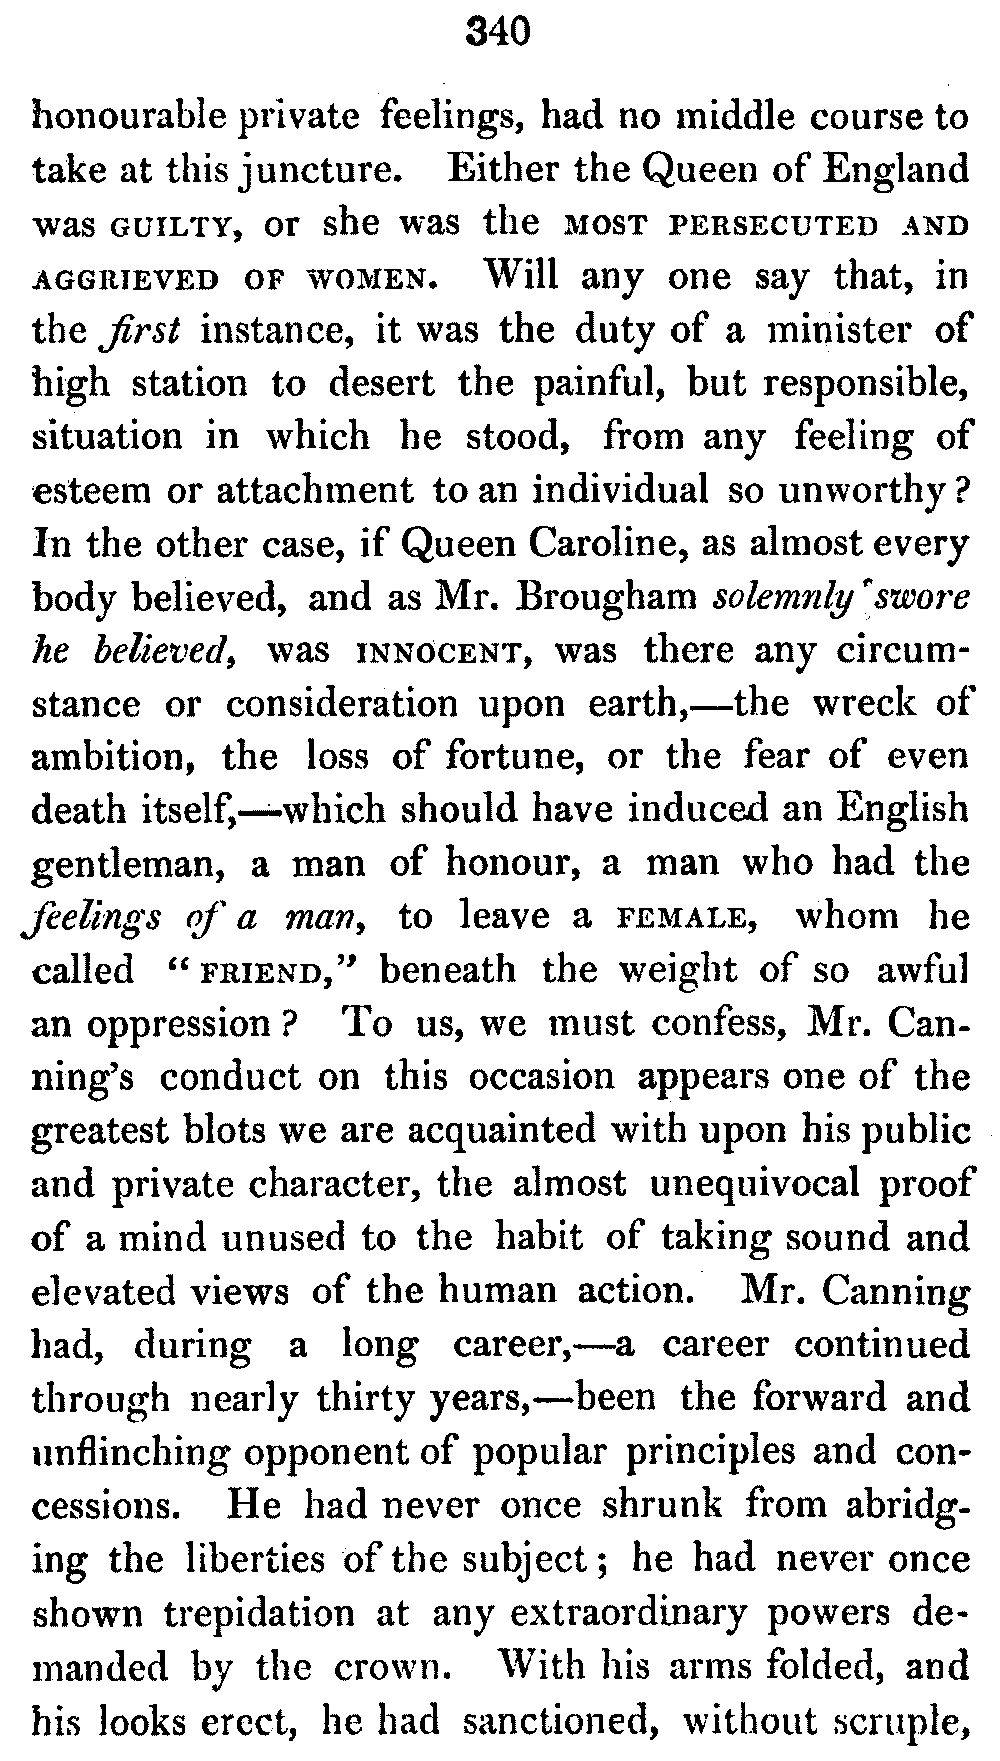 340
honourable private feelings, had no middle course to
take at this juncture. Either the Queen of England
was GUILTY, or she was the MOST PERSECUTED AND
AGGRIEVED OF WOMEN. Will any one say that, in
the first instance, it was the duty of a minister of
high station to desert the painful, but responsible,
situation in which he stood, from any feeling of
esteem or attachment to an individual so unworthy?
In the other case, if Queen Caroline, as almost every
body believed, and as Mr. Brougham solemnly swore
he believed, was INNOCENT, was there any circum-
stance or consideration upon earth,—the wreck of
ambition, the loss of fortune, or the fear of even
death itself,—which should have induced an English
gentleman, a man of honour, a man who had the
feelings of a man, to leave a FEMALE, whom he
called “FRIEND,” beneath the weight of so awful
an oppression? To us, we must confess, Mr. Can-
ning's conduct on this occasion appears one of the
greatest blots we are acquainted with upon his public
and private character, the almost unequivocal proof
of a mind unused to the habit of taking sound and
elevated views of the human action. Mr. Canning
had, during a long career,—a career continued
through nearly thirty years,—been the forward and
unflinching opponent of popular principles and con-
cessions. He had never once shrunk from abridg-
ing the liberties of the subject; he had never once
shown trepidation at any extraordinary powers de-
manded by the crown. With his arms folded, and
his looks erect, he had sanctioned, without scruple,